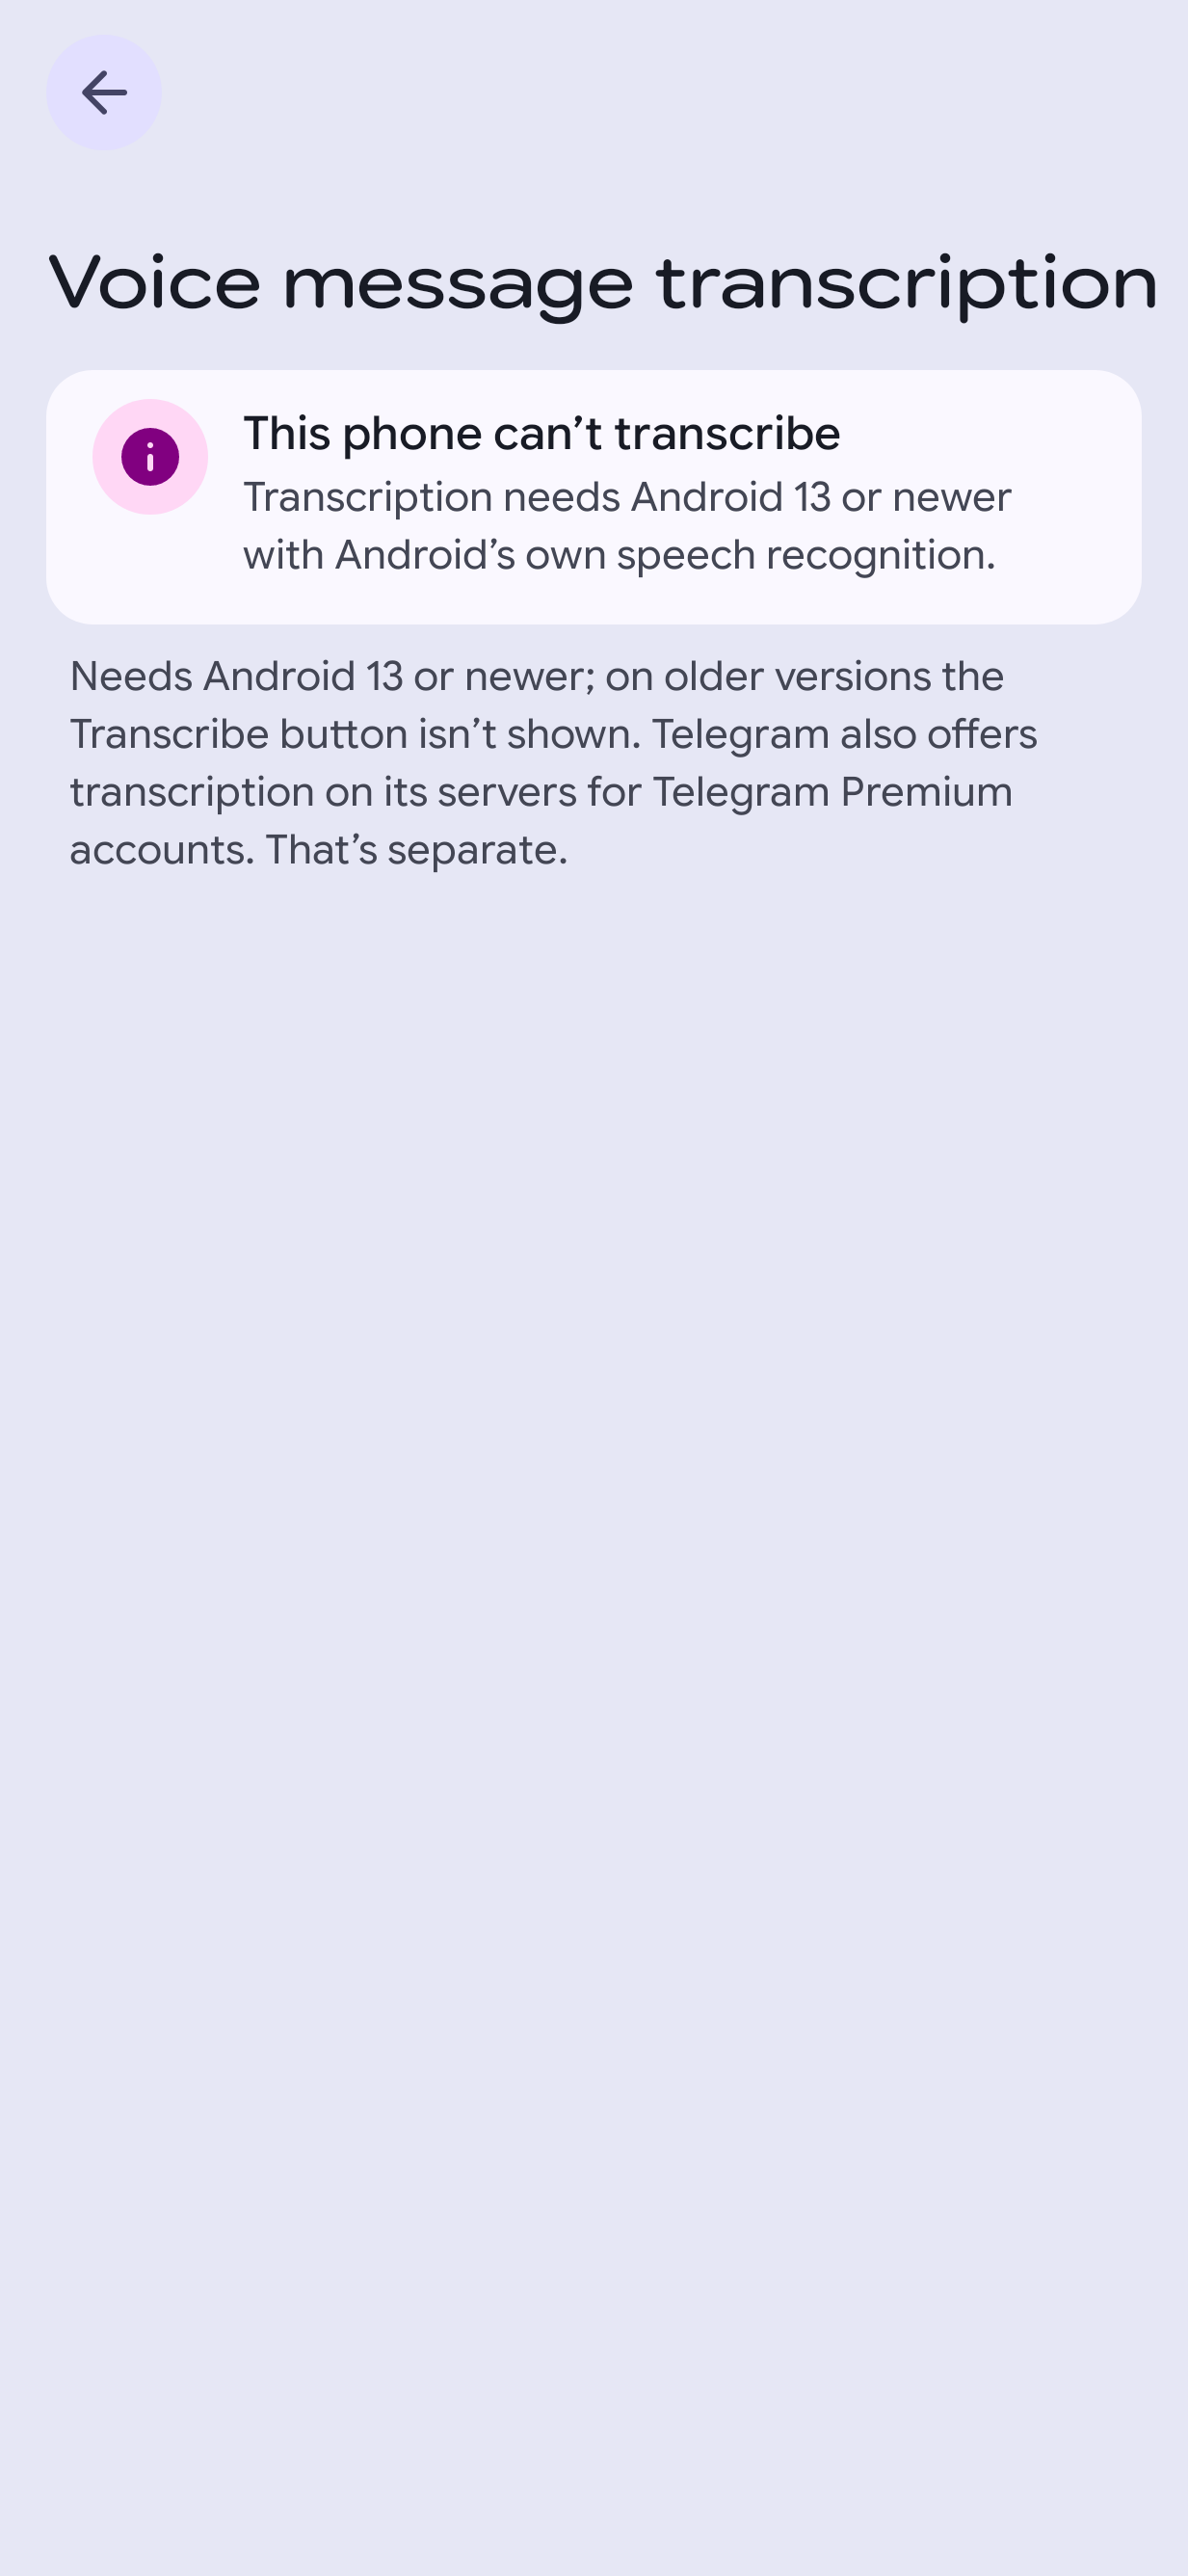 Voice message transcription
This phone can’t transcribe
Transcription needs Android 13 or newer
with Android’s own speech recognition.
Needs Android 13 or newer; on older versions the
Transcribe button isn’t shown. Telegram also offers
transcription on its servers for Telegram Premium
accounts. That’s separate.